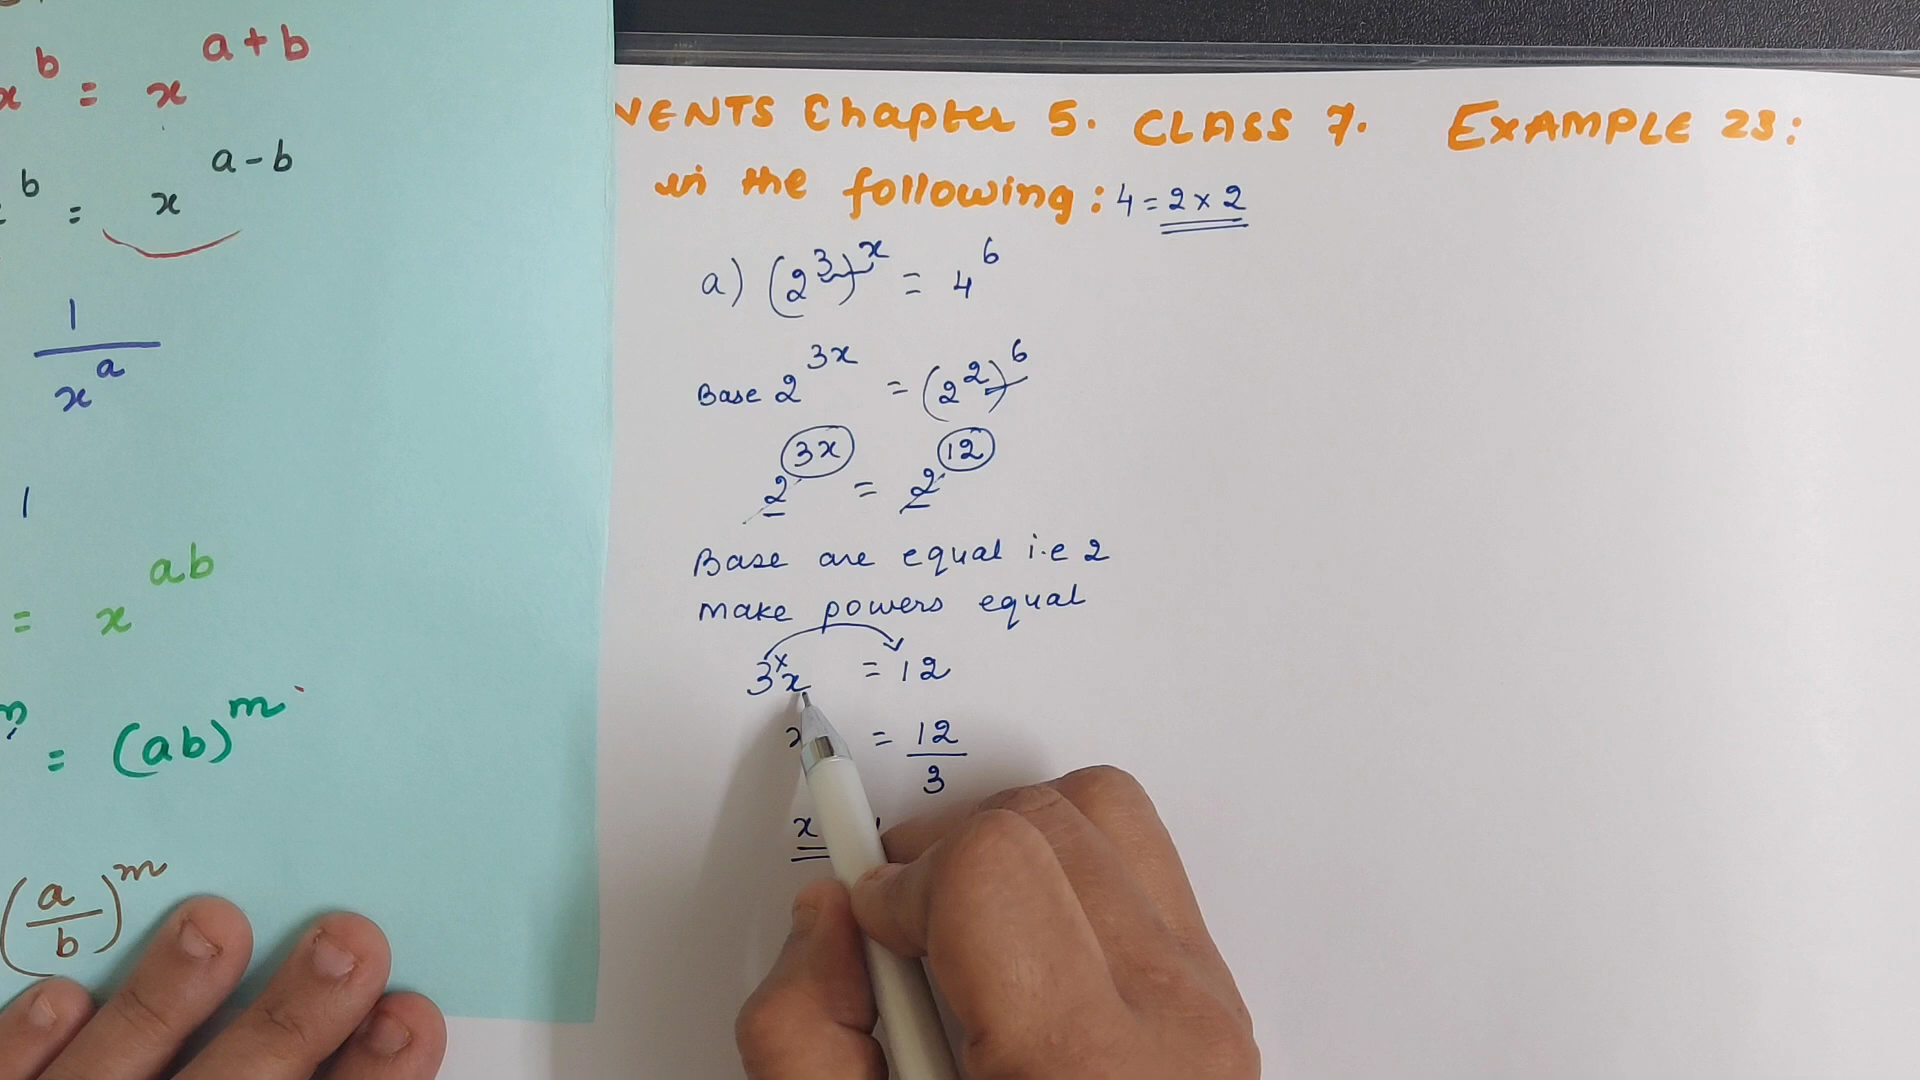 x^b = x^(a+b)
b = x^(a-b)
1/x^a
1
= x^(ab)
= (ab)^m
(a/b)^m
Chapter 5. CLASS 7. EXAMPLE 23:
in the following: 4 = 2 × 2
a) (2^3)^x = 4^6
Base 2^(3x) = (2^2)^6
2^(3x) = 2^(12)
Base are equal i.e 2
Make powers equal
3 × x = 12
= 12/3
x